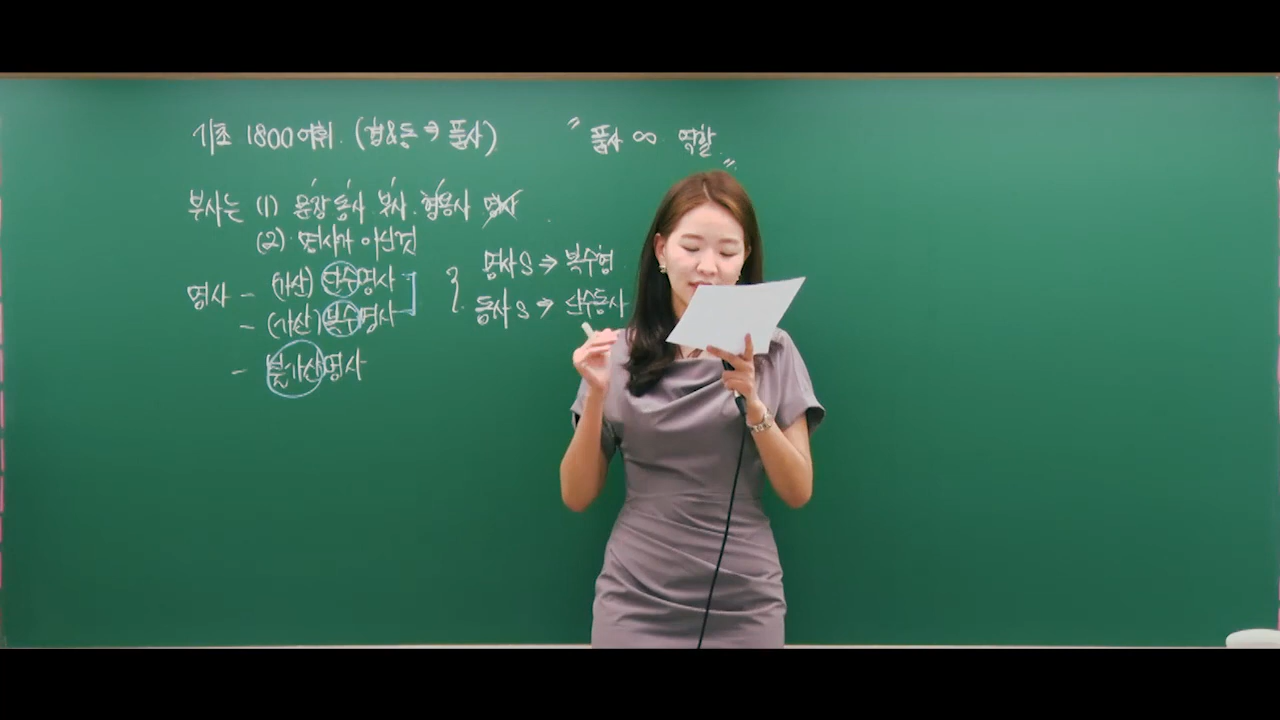 기초 1800어휘. (형&동 → 품사)
" 품사 ∞ 역할. "
부사는 (1) 문장 동사 부사. 형용사 명사
(2). 명사가 아닌것
명사 - (가산) 단수명사
- (가산) 복수명사
- 불가산명사
명사 S → 복수형
동사 S → 단수동사